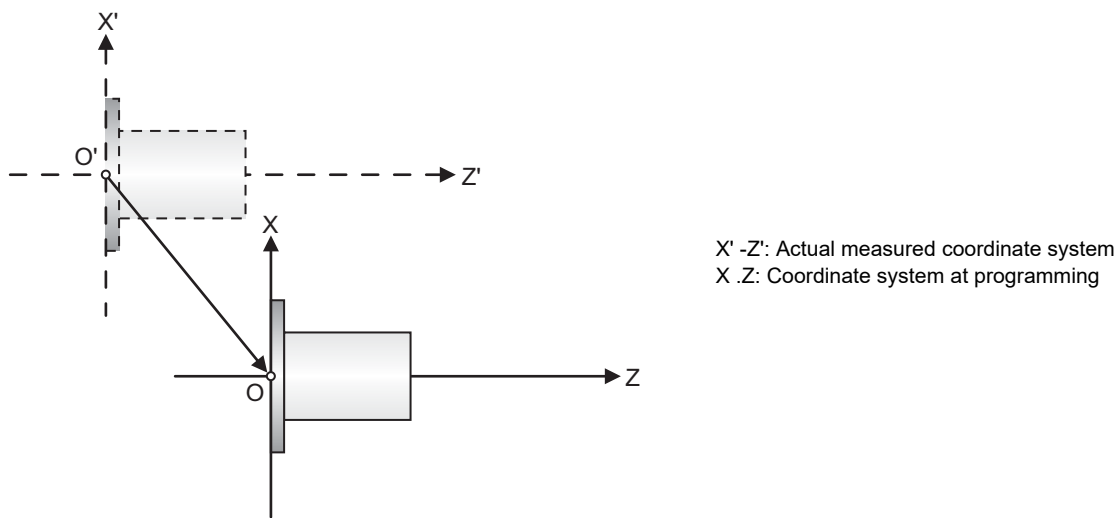 X'
O'
Z'
X
X' -Z': Actual measured coordinate system
X .Z: Coordinate system at programming
O
Z